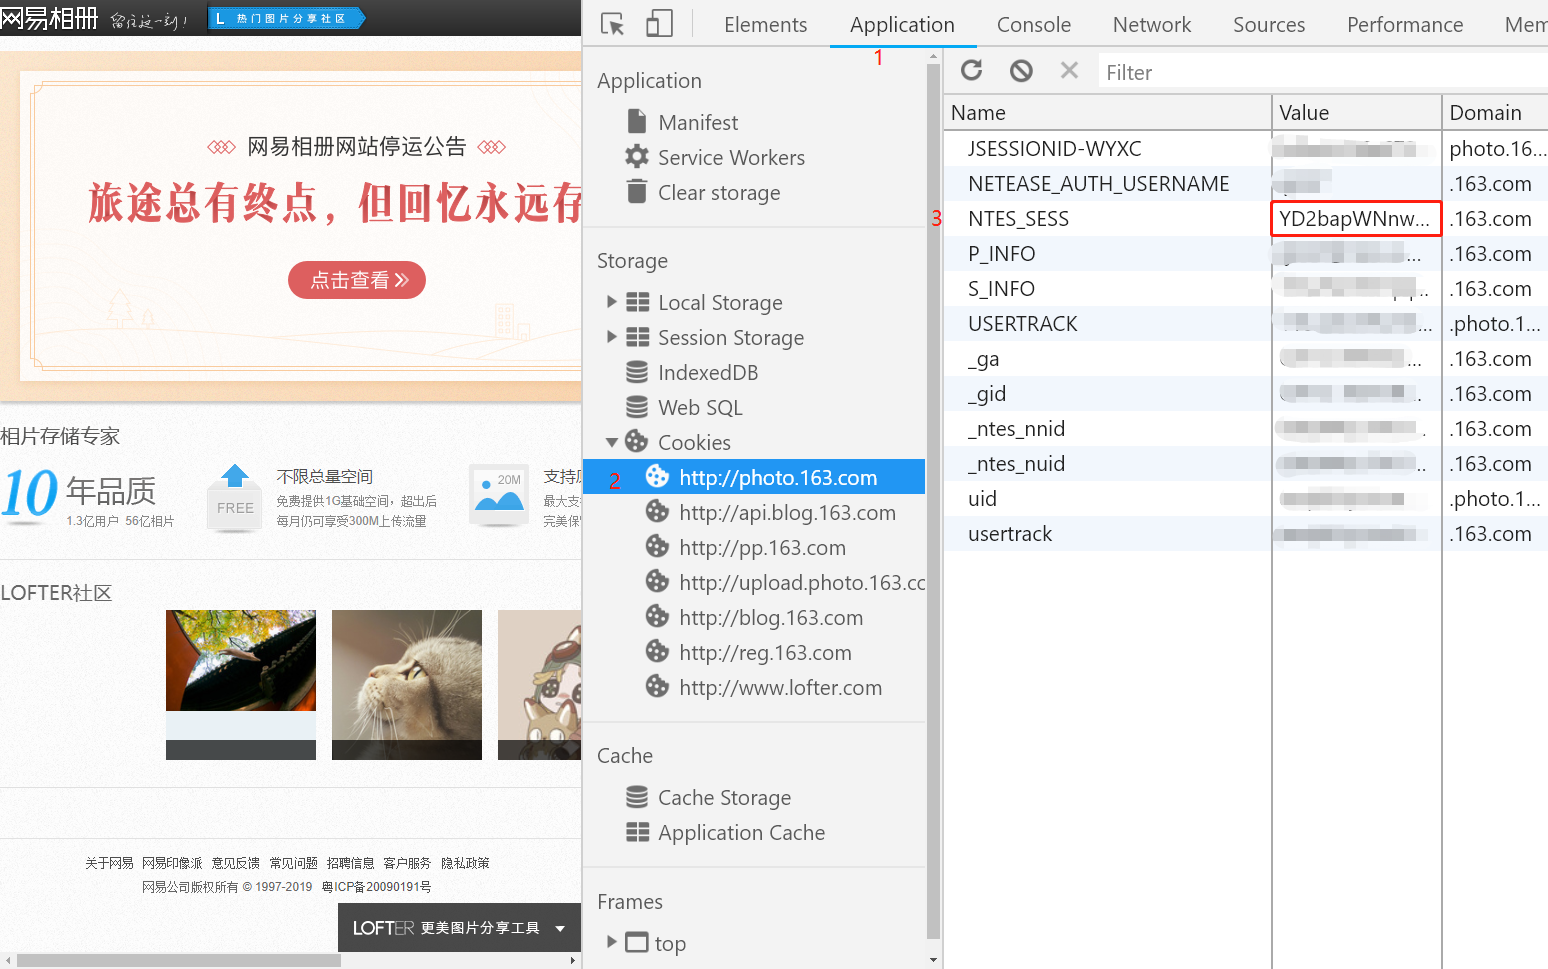 网易相册 留住这一刻!
L 热门图片分享社区
网易相册网站停运公告
旅途总有终点，但回忆永远存
点击查看 >>
相片存储专家
10 年品质
1.3亿用户 56亿相片
FREE
不限总量空间
免费提供1G基础空间，超出后
每月仍可享受300M上传流量
20M
最大支
完美保
LOFTER社区
关于网易 网易印像派 意见反馈 常见问题 招聘信息 客户服务 隐私政策
网易公司版权所有 © 1997-2019 粤ICP备20090191号
LOFTER 更美图片分享工具
Elements Application Console Network Sources Performance Mem
1
Application
Manifest
Service Workers
Clear storage
Storage
Local Storage
Session Storage
IndexedDB
Web SQL
Cookies
2 http://photo.163.com
http://api.blog.163.com
http://pp.163.com
http://upload.photo.163.cc
http://blog.163.com
http://reg.163.com
http://www.lofter.com
Cache
Cache Storage
Application Cache
Frames
top
Filter
Name Value Domain
JSESSIONID-WYXC photo.16...
NETEASE_AUTH_USERNAME .163.com
3 NTES_SESS YD2bapWNnw... .163.com
P_INFO .163.com
S_INFO .163.com
USERTRACK .photo.1...
_ga .163.com
_gid .163.com
_ntes_nnid .163.com
_ntes_nuid .163.com
uid .photo.1...
usertrack .163.com